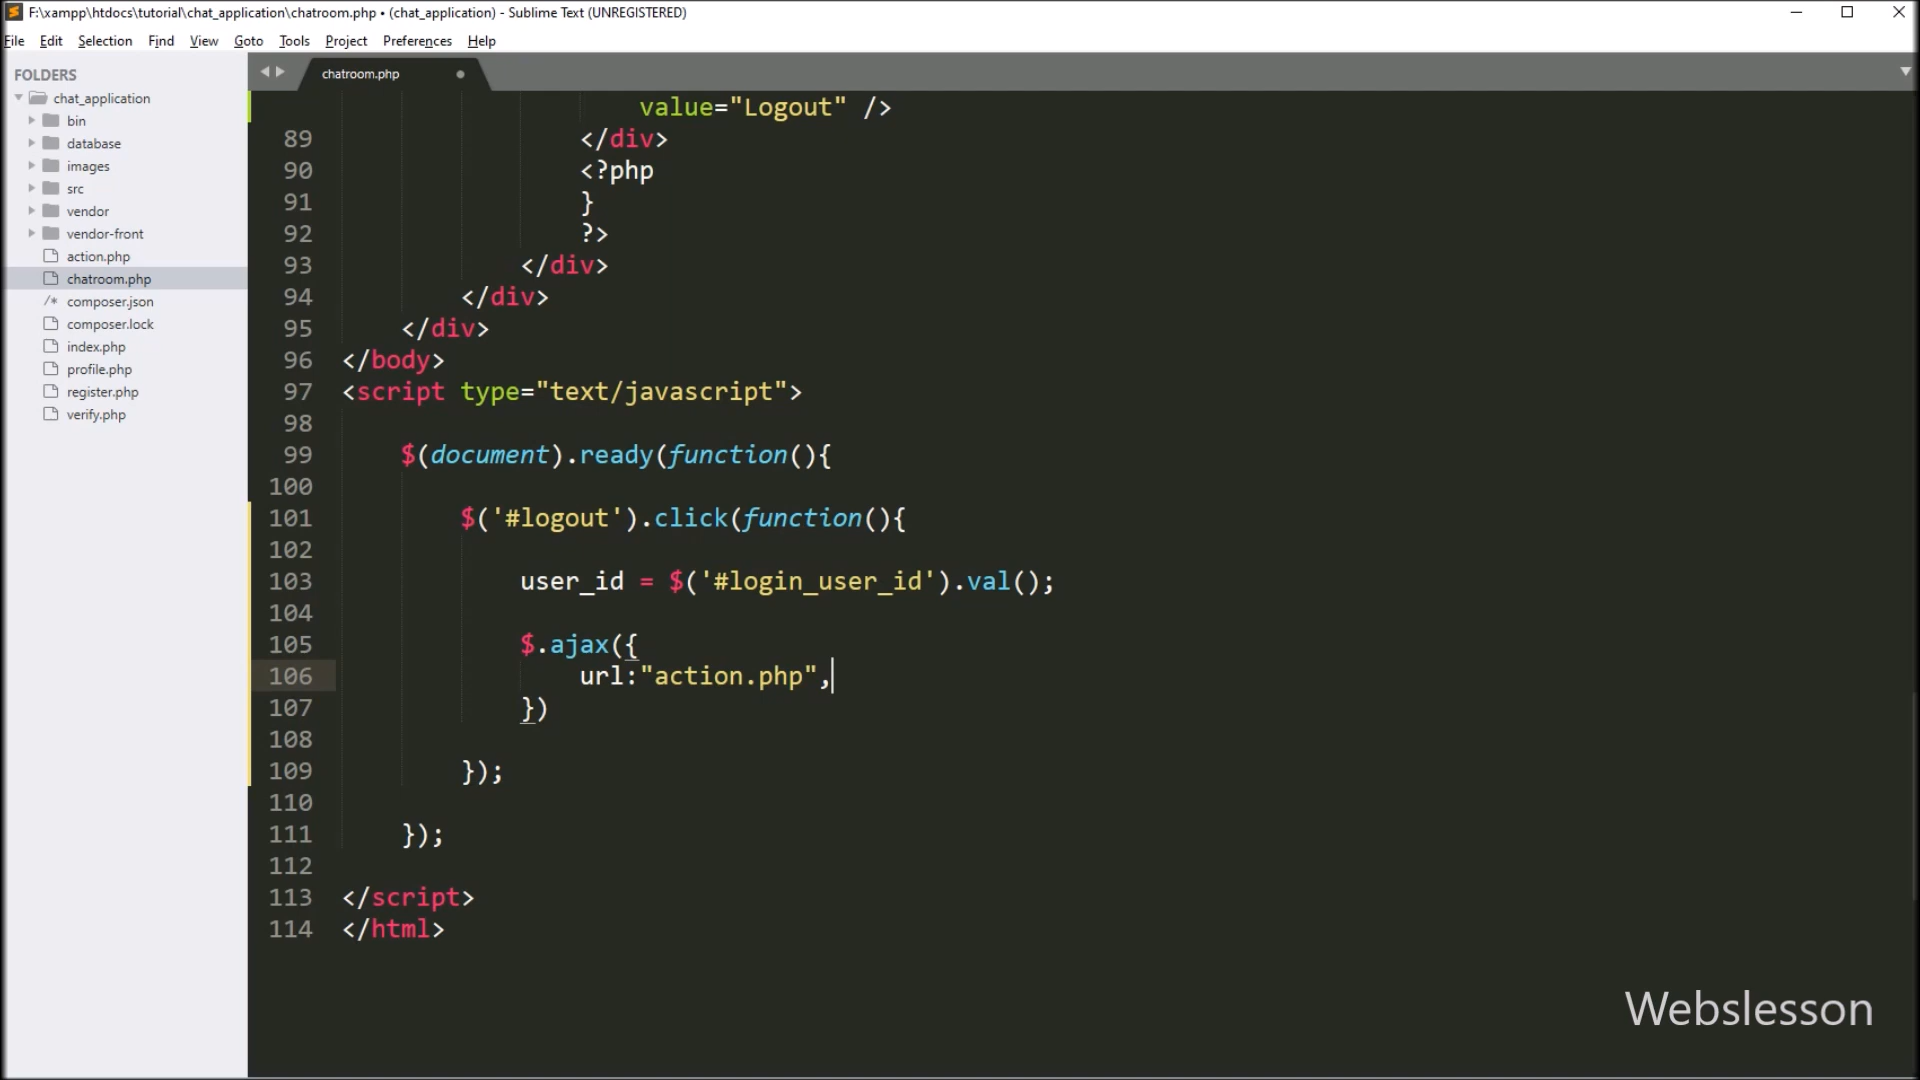 F:\xampp\htdocs\tutorial\chat_application\chatroom.php • (chat_application) - Sublime Text (UNREGISTERED)
File Edit Selection Find View Goto Tools Project Preferences Help
FOLDERS
chat_application
bin
database
images
src
vendor
vendor-front
action.php
chatroom.php
/* composer.json
composer.lock
index.php
profile.php
register.php
verify.php
chatroom.php
value="Logout" />
89 </div>
90 <?php
91 }
92 ?>
93 </div>
94 </div>
95 </div>
96 </body>
97 <script type="text/javascript">
98
99 $(document).ready(function(){
100
101 $('#logout').click(function(){
102
103 user_id = $('#login_user_id').val();
104
105 $.ajax({
106 url:"action.php",
107 })
108
109 });
110
111 });
112
113 </script>
114 </html>
Webslesson